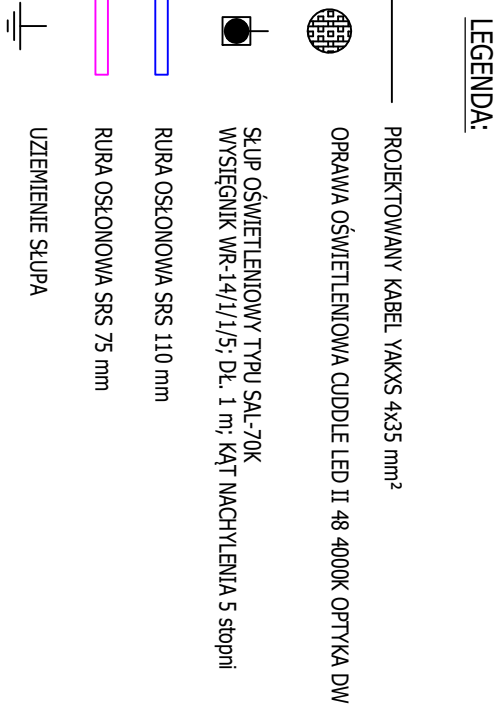 LEGENDA:
PROJEKTOWANY KABEL YAKXS 4x35 mm²
OPRAWA OŚWIETLENIOWA CUDDLE LED II 48 4000K OPTYKA DW
SŁUP OŚWIETLENIOWY TYPU SAL-70K
WYSIĘGNIK WR-14/1/1/5; DŁ. 1 m; KĄT NACHYLENIA 5 stopni
RURA OSŁONOWA SRS 110 mm
RURA OSŁONOWA SRS 75 mm
UZIEMIENIE SŁUPA